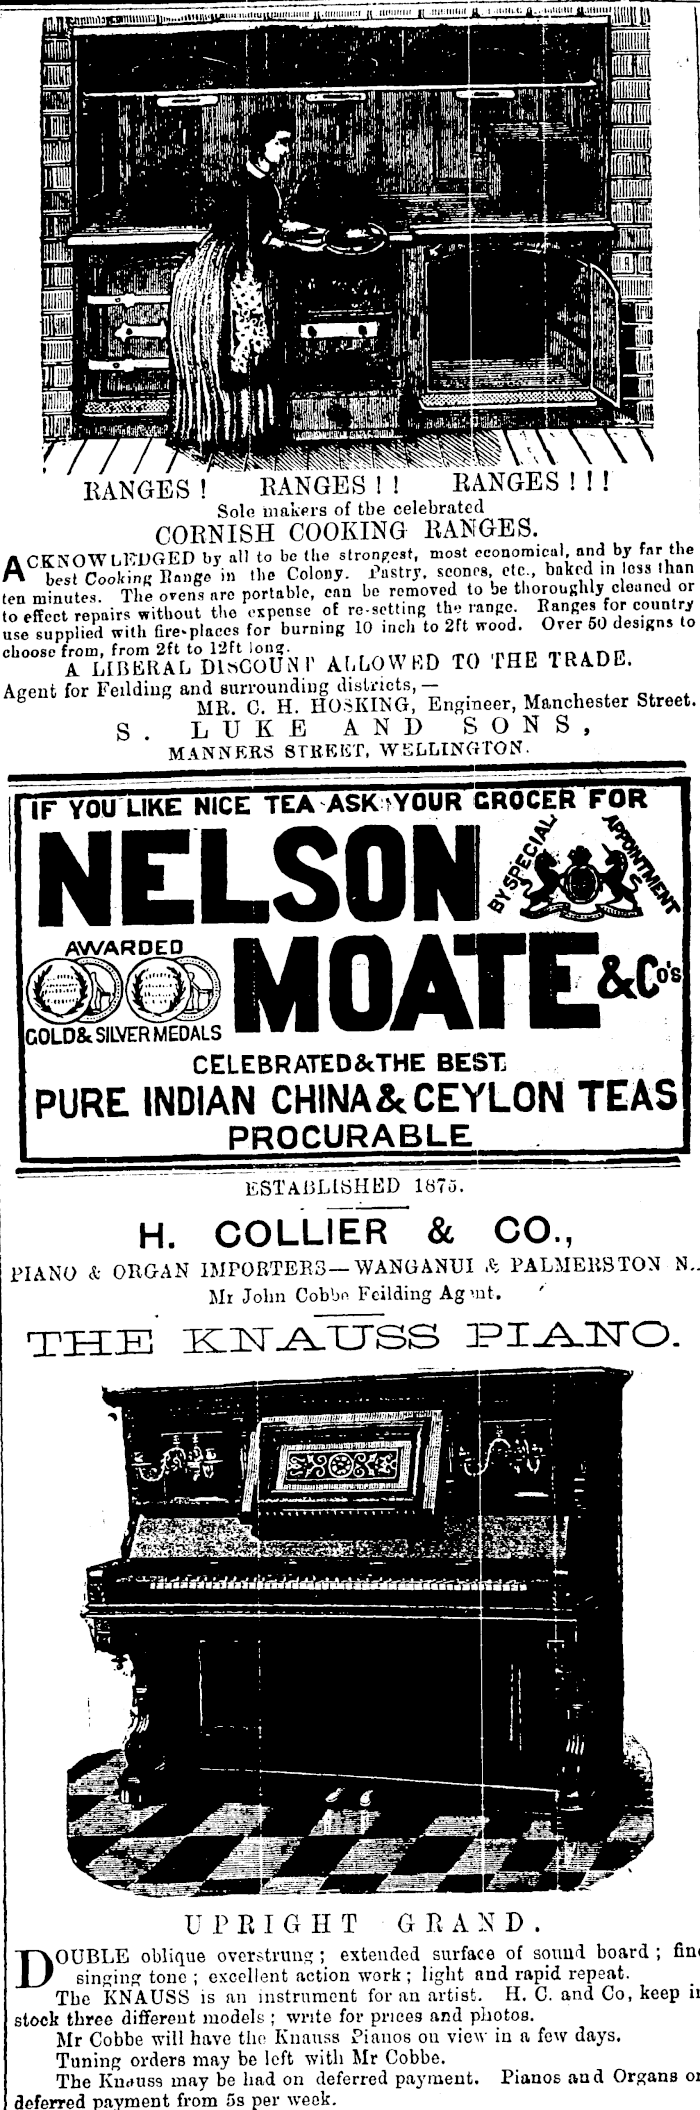 RANGES ! RANGES ! ! RANGES ! ! !
Sole makers of the celebrated
CORNISH COOKING RANGES.
ACKNOWLEDGED by all to be the strongest, most economical, and by far the
best Cooking Range in the Colony. Pastry, scones, etc., baked in less than
ten minutes. The ovens are portable, can be removed to be thoroughly cleaned or
to effect repairs without the expense of re-setting the range. Ranges for country
use supplied with fire-places for burning 10 inch to 2ft wood. Over 50 designs to
choose from, from 2ft to 12ft long.
A LIBERAL DISCOUNT ALLOWED TO THE TRADE.
Agent for Feilding and surrounding districts, —
MR. C. H. HOSKING, Engineer, Manchester Street.
S. LUKE AND SONS,
MANNERS STREET, WELLINGTON.
IF YOU LIKE NICE TEA ASK YOUR GROCER FOR
NELSON
BY SPECIAL APPOINTMENT
AWARDED
GOLD & SILVER MEDALS
MOATE & Co's
CELEBRATED & THE BEST
PURE INDIAN CHINA & CEYLON TEAS
PROCURABLE
ESTABLISHED 1875.
H. COLLIER & CO.,
PIANO & ORGAN IMPORTERS—WANGANUI & PALMERSTON N.
Mr John Cobbe Feilding Agent.
THE KNAUSS PIANO.
UPRIGHT GRAND.
DOUBLE oblique overstrung ; extended surface of sound board ; fin
singing tone ; excellent action work ; light and rapid repeat.
The KNAUSS is an instrument for an artist. H. C. and Co, keep in
stock three different models ; write for prices and photos.
Mr Cobbe will have the Knauss Pianos on view in a few days.
Tuning orders may be left with Mr Cobbe.
The Knauss may be had on deferred payment. Pianos and Organs on
deferred payment from 5s per week.